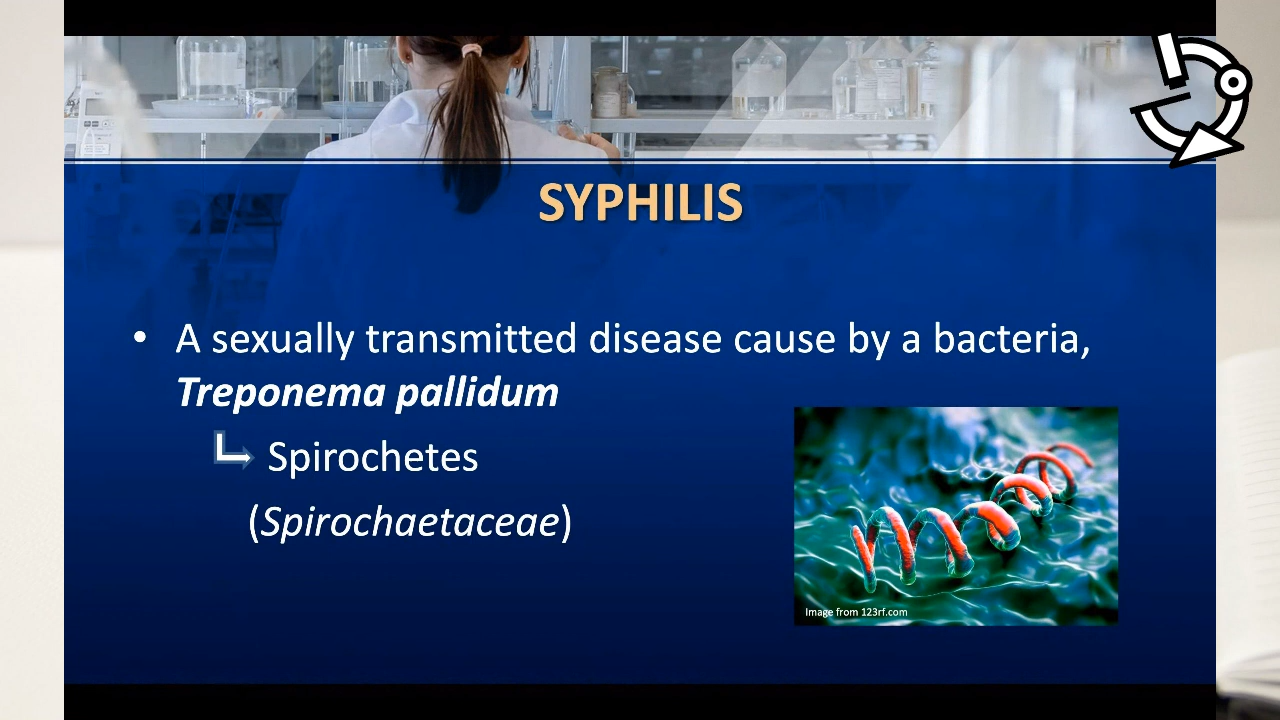 SYPHILIS
• A sexually transmitted disease cause by a bacteria,
Treponema pallidum
Spirochetes
(Spirochaetaceae)
Image from 123rf.com